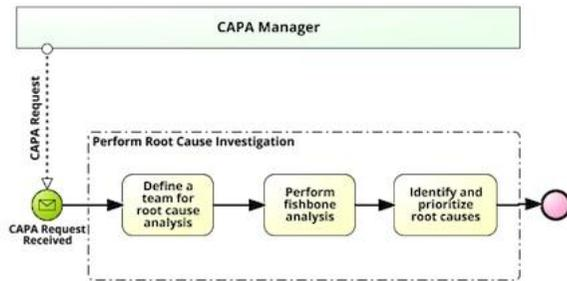 CAPA Manager
CAPA Request
Perform Root Cause Investigation
Define a
team for
root cause
analysis
Perform
fishbone
analysis
Identify and
prioritize
root causes
CAPA Request
Received